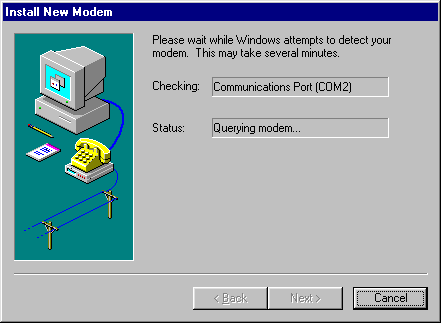 Install New Modem
Please wait while Windows attempts to detect your
modem. This may take several minutes.
Checking: Communications Port (COM2)
Status: Querying modem...
< Back Next > Cancel